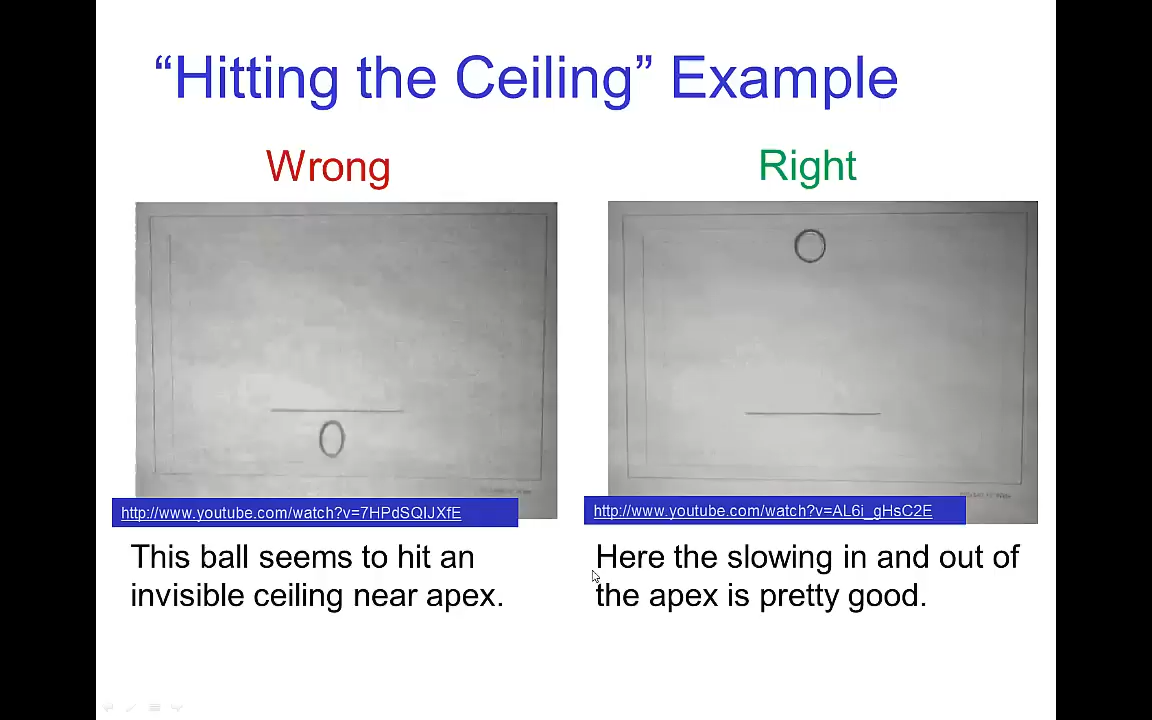 “Hitting the Ceiling” Example
Wrong
Right
http://www.youtube.com/watch?v=7HPdSQIJXfE
http://www.youtube.com/watch?v=AL6i_gHsC2E
This ball seems to hit an
invisible ceiling near apex.
Here the slowing in and out of
the apex is pretty good.